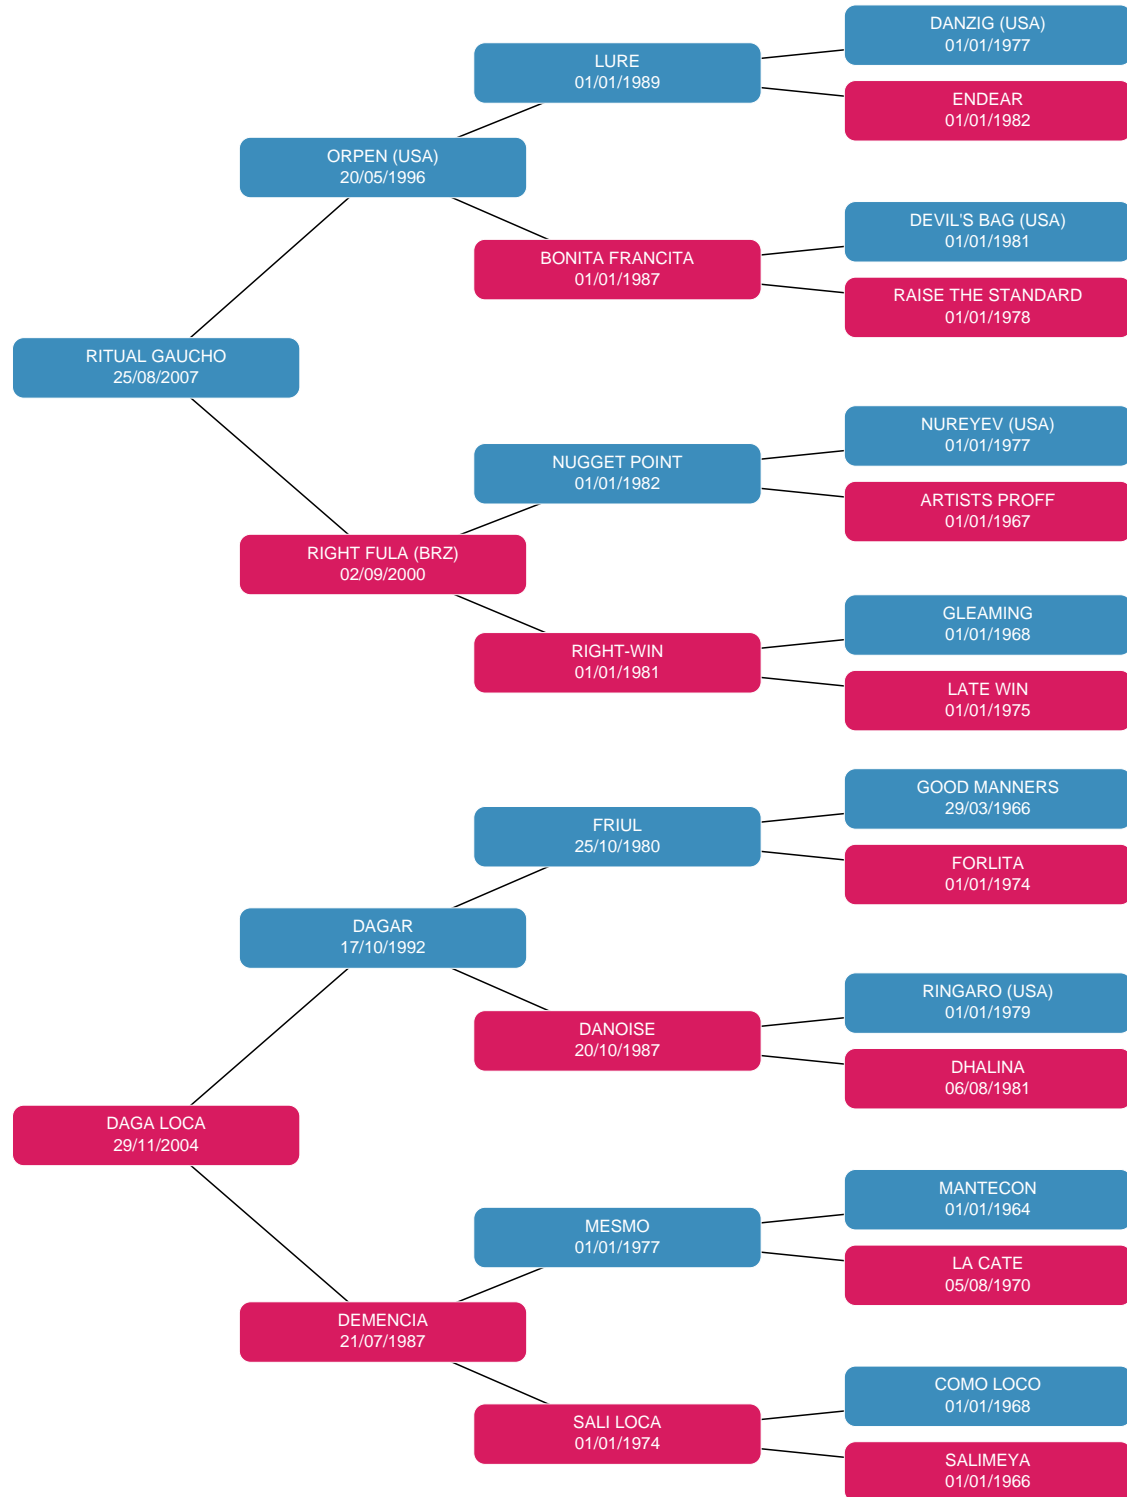 DANZIG (USA)
01/01/1977
LURE
01/01/1989
ENDEAR
01/01/1982
ORPEN (USA)
20/05/1996
DEVIL'S BAG (USA)
01/01/1981
BONITA FRANCITA
01/01/1987
RAISE THE STANDARD
01/01/1978
RITUAL GAUCHO
25/08/2007
NUREYEV (USA)
01/01/1977
NUGGET POINT
01/01/1982
ARTISTS PROFF
01/01/1967
RIGHT FULA (BRZ)
02/09/2000
GLEAMING
01/01/1968
RIGHT-WIN
01/01/1981
LATE WIN
01/01/1975
GOOD MANNERS
29/03/1966
FRIUL
25/10/1980
FORLITA
01/01/1974
DAGAR
17/10/1992
RINGARO (USA)
01/01/1979
DANOISE
20/10/1987
DHALINA
06/08/1981
DAGA LOCA
29/11/2004
MANTECON
01/01/1964
MESMO
01/01/1977
LA CATE
05/08/1970
DEMENCIA
21/07/1987
COMO LOCO
01/01/1968
SALI LOCA
01/01/1974
SALIMEYA
01/01/1966